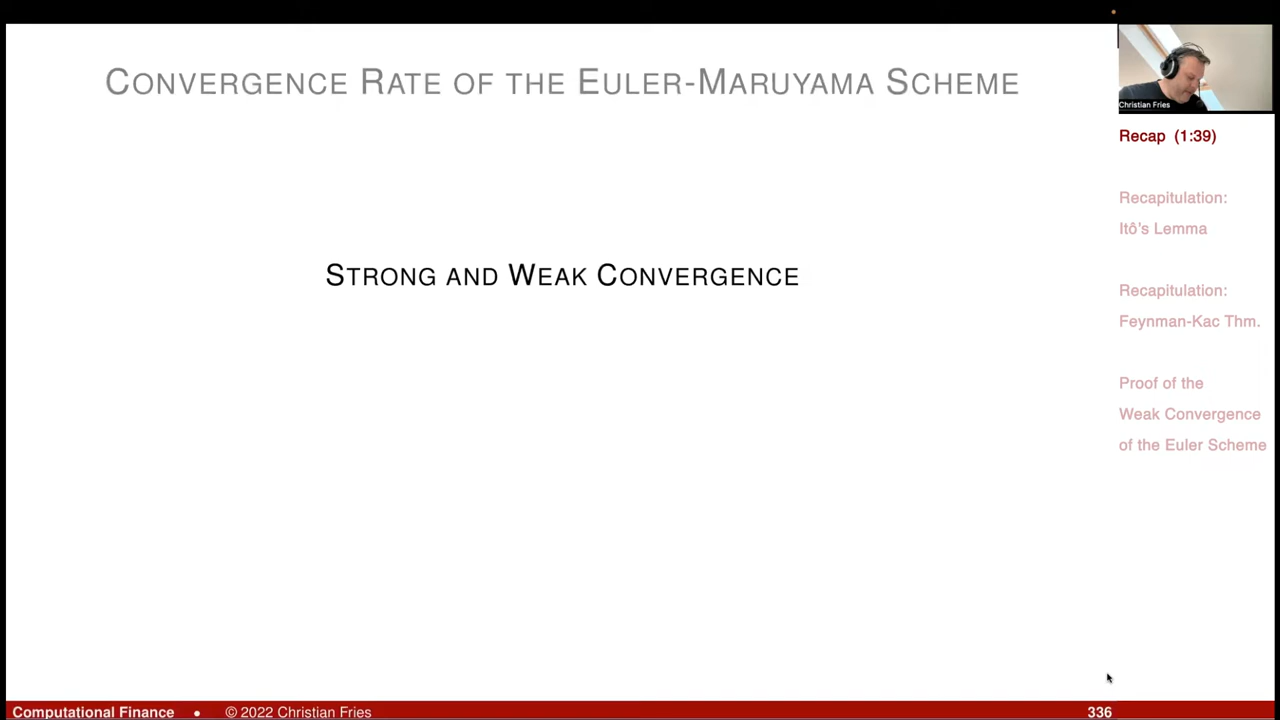 CONVERGENCE RATE OF THE EULER-MARUYAMA SCHEME
STRONG AND WEAK CONVERGENCE
Christian Fries
Recap (1:39)
Recapitulation:
Itô's Lemma
Recapitulation:
Feynman-Kac Thm.
Proof of the
Weak Convergence
of the Euler Scheme
Computational Finance • © 2022 Christian Fries
336